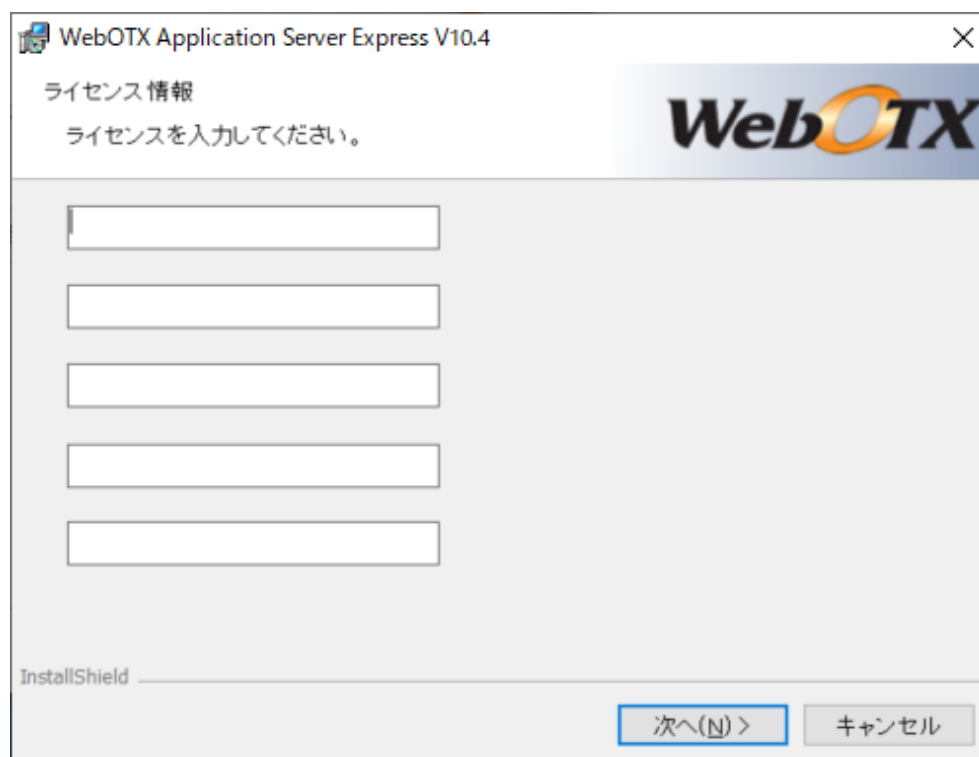 WebOTX Application Server Express V10.4
ライセンス情報
ライセンスを入力してください。
WebOTX
InstallShield
次へ(N) >
キャンセル